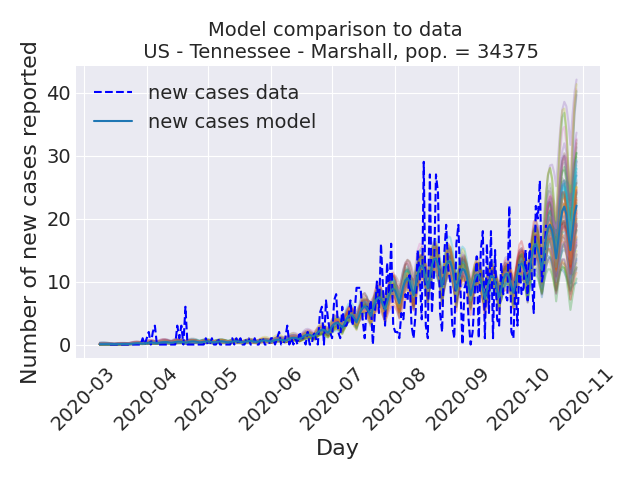 Model comparison to data
US - Tennessee - Marshall, pop. = 34375
Number of new cases reported
40
30
20
10
0
new cases data
new cases model
2020-03
2020-04
2020-05
2020-06
2020-07
2020-08
2020-09
2020-10
2020-11
Day